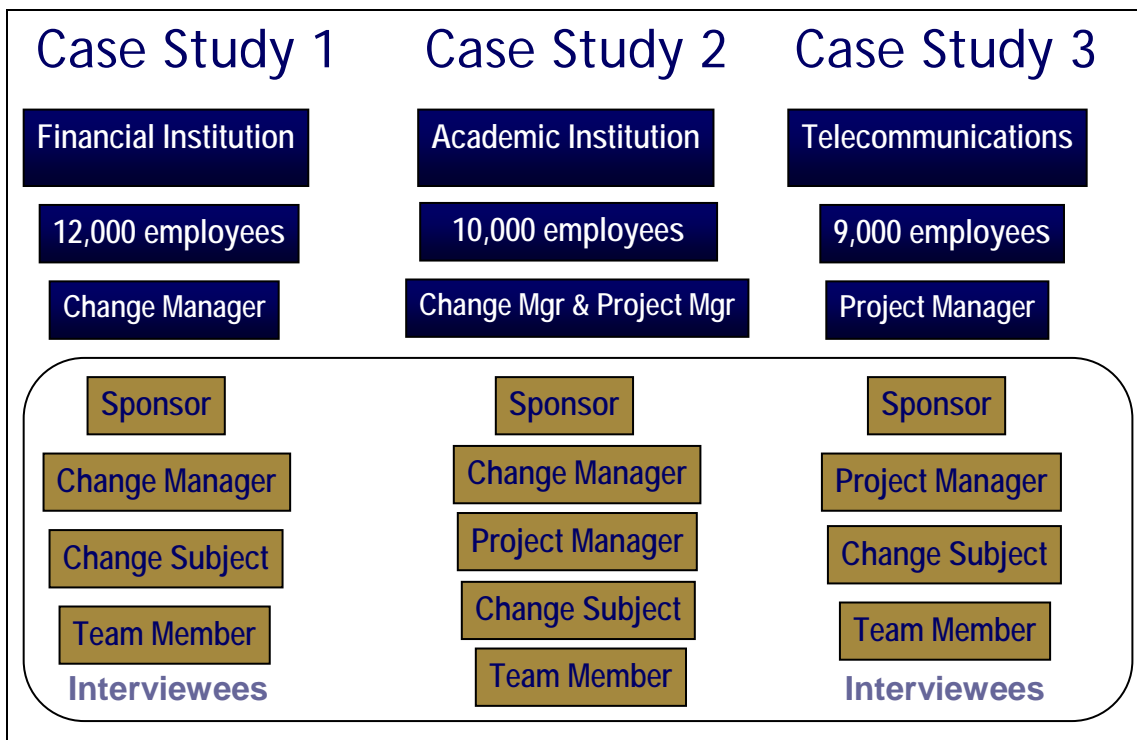 Case Study 1
Case Study 2
Case Study 3
Financial Institution
Academic Institution
Telecommunications
12,000 employees
10,000 employees
9,000 employees
Change Manager
Change Mgr & Project Mgr
Project Manager
Sponsor
Sponsor
Sponsor
Change Manager
Change Manager
Project Manager
Change Subject
Project Manager
Change Subject
Team Member
Change Subject
Team Member
Interviewees
Team Member
Interviewees